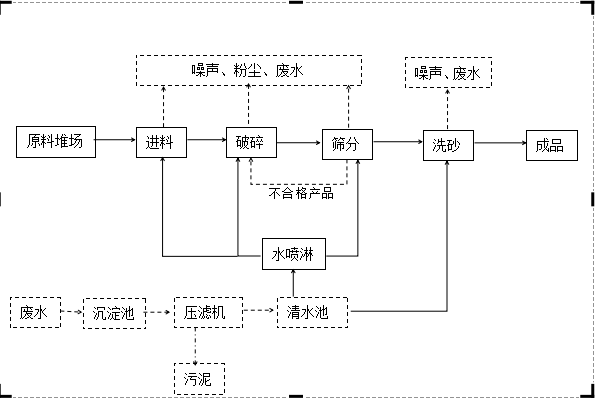 噪声、粉尘、废水
噪声、废水
原料堆场
进料
破碎
筛分
洗砂
成品
不合格产品
水喷淋
废水
沉淀池
压滤机
清水池
污泥